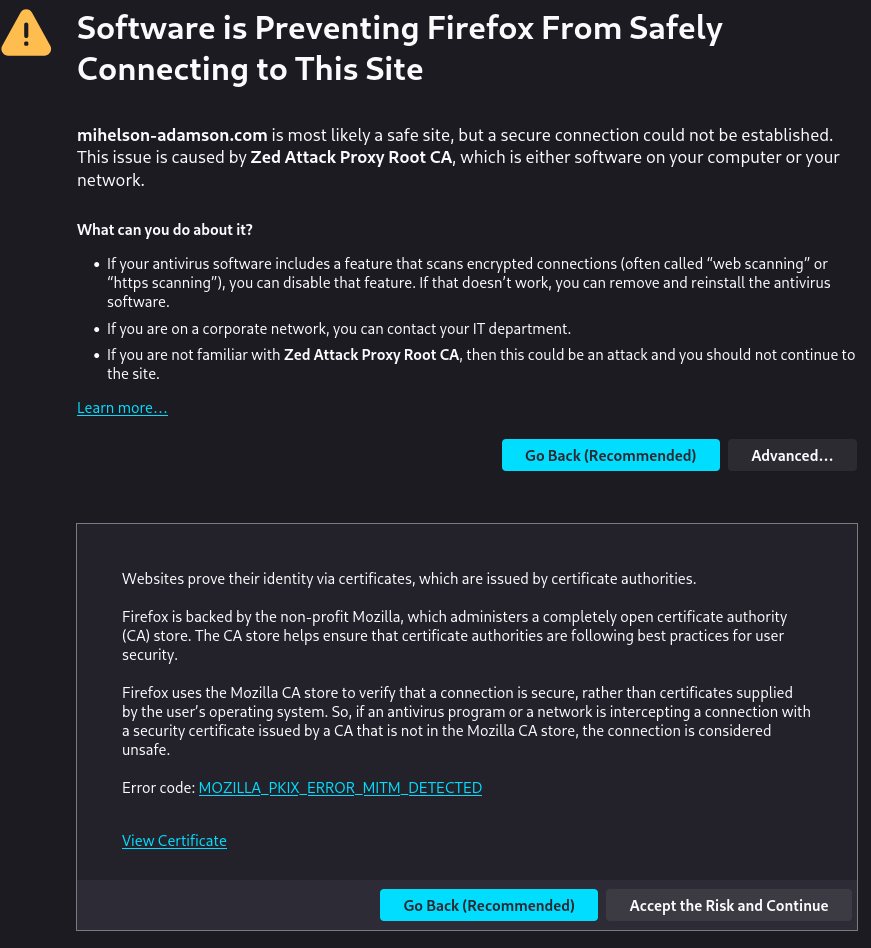 Software is Preventing Firefox From Safely
Connecting to This Site
mihelson-adamson.com is most likely a safe site, but a secure connection could not be established.
This issue is caused by Zed Attack Proxy Root CA, which is either software on your computer or your
network.
What can you do about it?
• If your antivirus software includes a feature that scans encrypted connections (often called “web scanning” or
“https scanning”), you can disable that feature. If that doesn’t work, you can remove and reinstall the antivirus
software.
• If you are on a corporate network, you can contact your IT department.
• If you are not familiar with Zed Attack Proxy Root CA, then this could be an attack and you should not continue to
the site.
Learn more…
Go Back (Recommended) Advanced…
Websites prove their identity via certificates, which are issued by certificate authorities.
Firefox is backed by the non-profit Mozilla, which administers a completely open certificate authority
(CA) store. The CA store helps ensure that certificate authorities are following best practices for user
security.
Firefox uses the Mozilla CA store to verify that a connection is secure, rather than certificates supplied
by the user’s operating system. So, if an antivirus program or a network is intercepting a connection with
a security certificate issued by a CA that is not in the Mozilla CA store, the connection is considered
unsafe.
Error code: MOZILLA_PKIX_ERROR_MITM_DETECTED
View Certificate
Go Back (Recommended) Accept the Risk and Continue